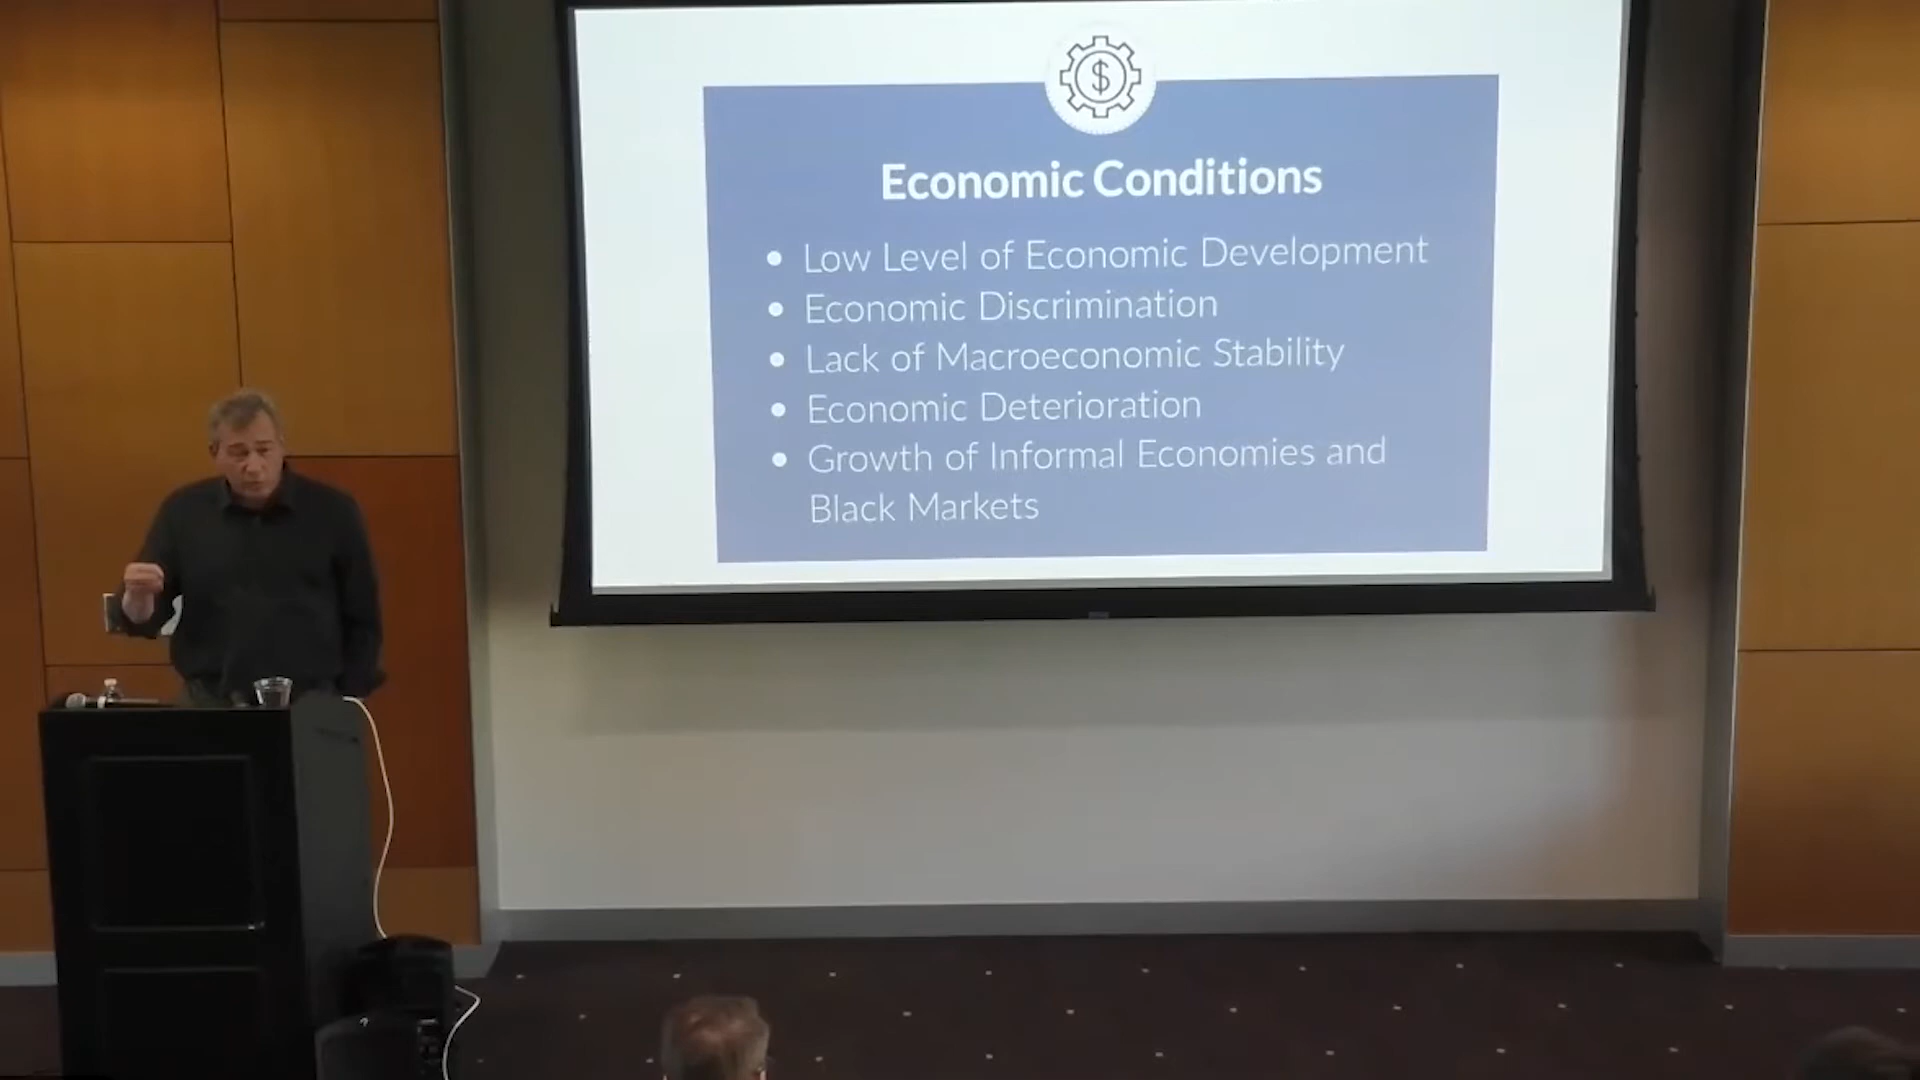 $
Economic Conditions
• Low Level of Economic Development
• Economic Discrimination
• Lack of Macroeconomic Stability
• Economic Deterioration
• Growth of Informal Economies and
Black Markets